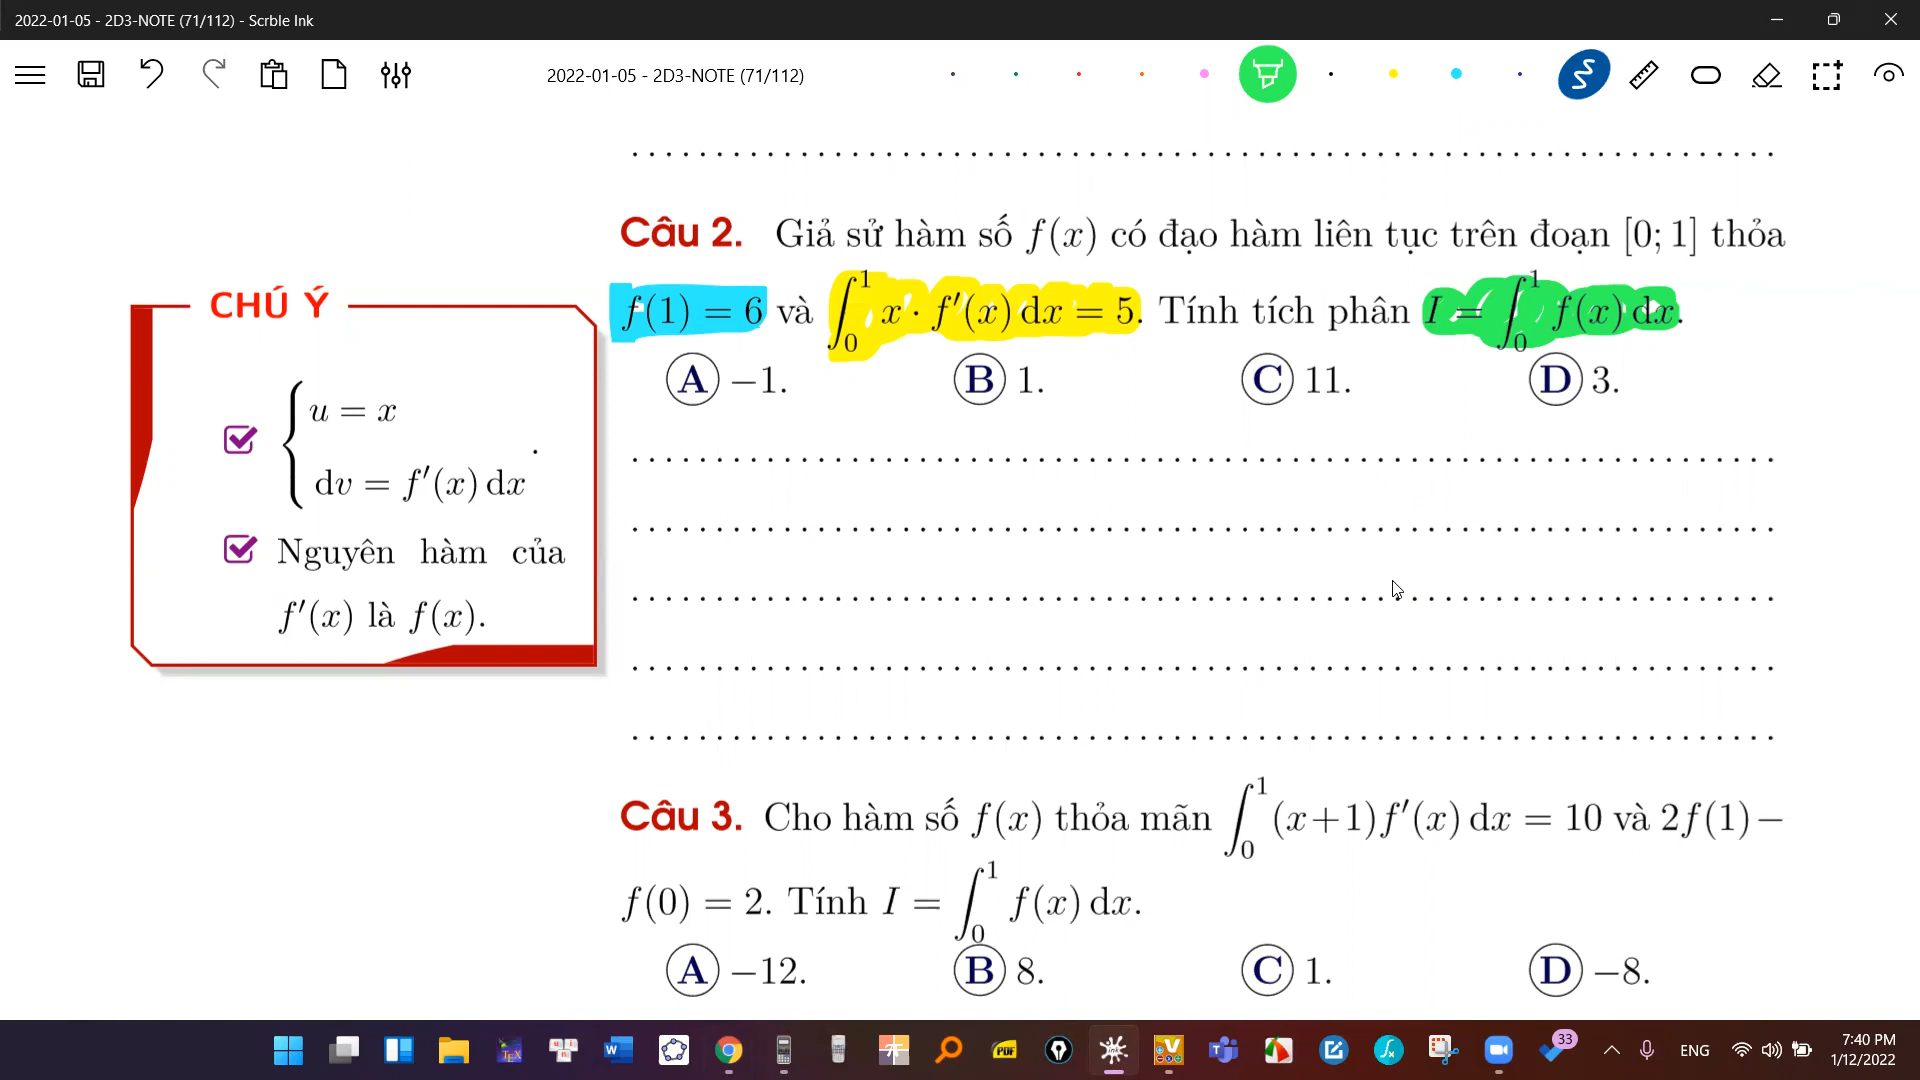 2022-01-05 - 2D3-NOTE (71/112) - Scrble Ink
2022-01-05 - 2D3-NOTE (71/112)
Câu 2. Giả sử hàm số f(x) có đạo hàm liên tục trên đoạn [0; 1] thỏa
f(1) = 6 và ∫₀¹ x · f′(x) dx = 5. Tính tích phân I = ∫₀¹ f(x) dx.
A −1. B 1. C 11. D 3.
CHÚ Ý
{ u = x
dv = f′(x) dx .
Nguyên hàm của
f′(x) là f(x).
Câu 3. Cho hàm số f(x) thỏa mãn ∫₀¹ (x+1)f′(x) dx = 10 và 2f(1) −
f(0) = 2. Tính I = ∫₀¹ f(x) dx.
A −12. B 8. C 1. D −8.
33
ENG
7:40 PM
1/12/2022